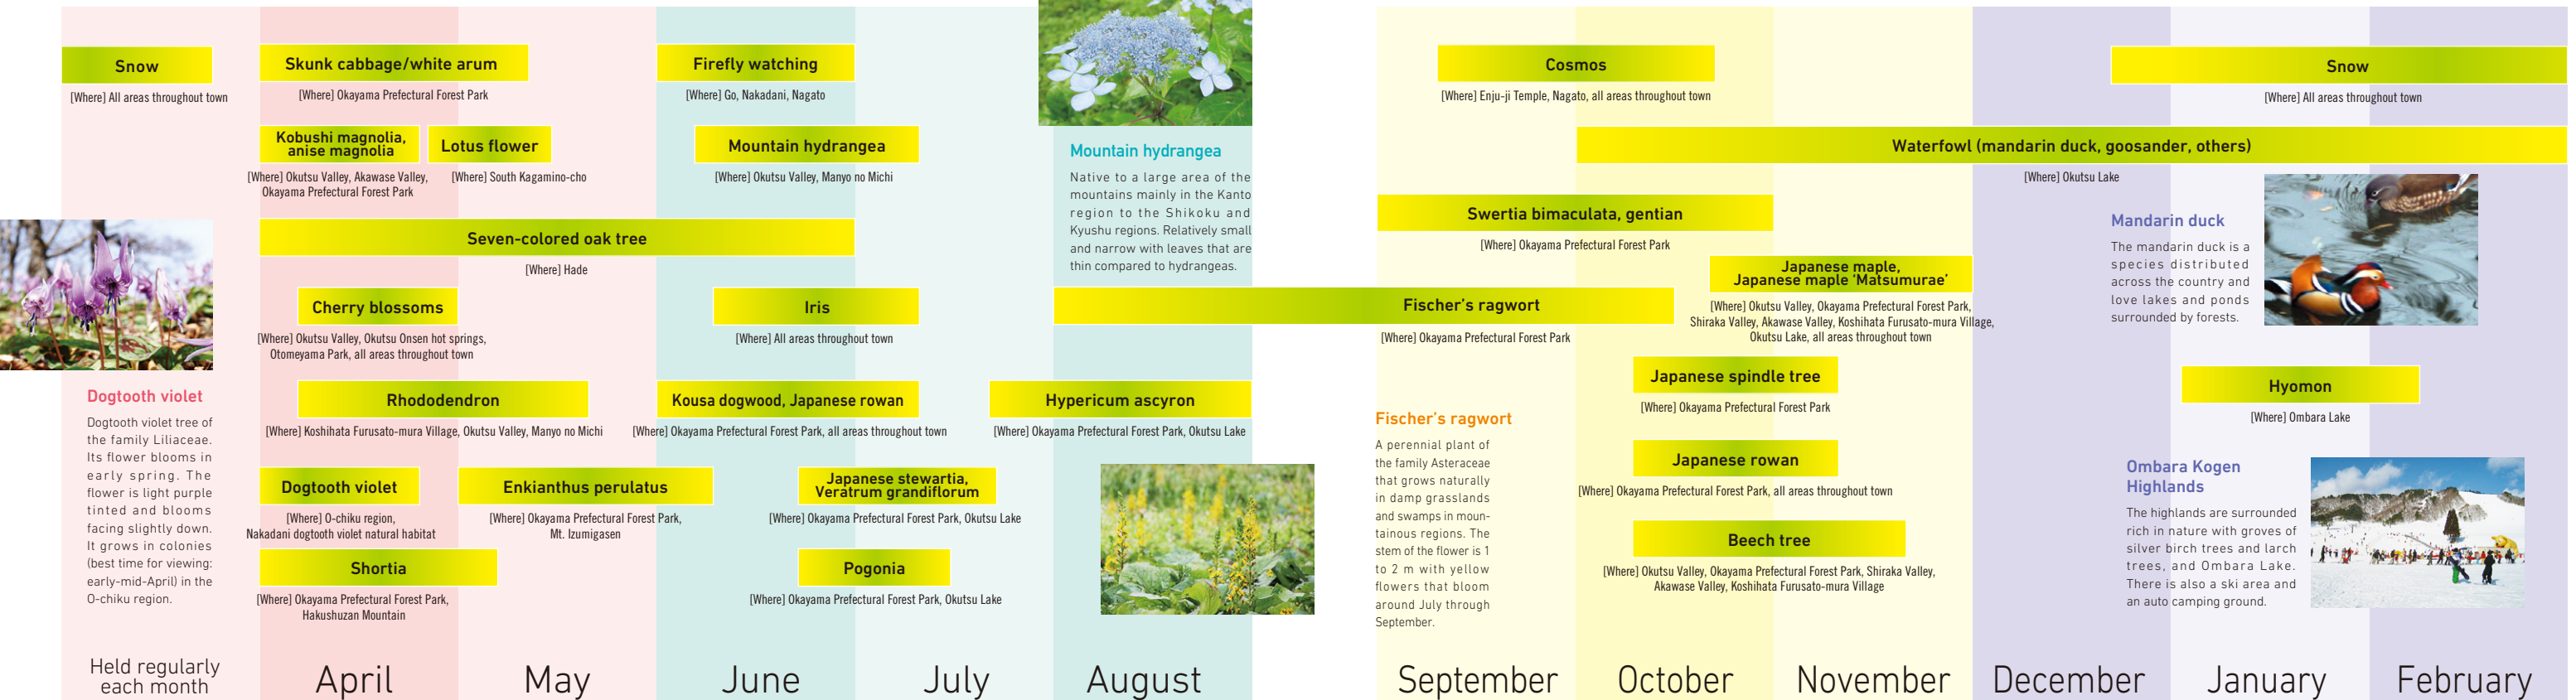 Snow
[Where] All areas throughout town
Dogtooth violet
Dogtooth violet tree of
the family Liliaceae.
Its flower blooms in
early spring. The
flower is light purple
tinted and blooms
facing slightly down.
It grows in colonies
(best time for viewing:
early-mid-April) in the
O-chiku region.
Held regularly
each month
Skunk cabbage/white arum
[Where] Okayama Prefectural Forest Park
Kobushi magnolia,
anise magnolia
[Where] Okutsu Valley, Akawase Valley,
Okayama Prefectural Forest Park
Lotus flower
[Where] South Kagamino-cho
Seven-colored oak tree
[Where] Hade
Cherry blossoms
[Where] Okutsu Valley, Okutsu Onsen hot springs,
Otomeyama Park, all areas throughout town
Rhododendron
[Where] Koshihata Furusato-mura Village, Okutsu Valley, Manyo no Michi
Dogtooth violet
[Where] O-chiku region,
Nakadani dogtooth violet natural habitat
Enkianthus perulatus
[Where] Okayama Prefectural Forest Park,
Mt. Izumigasen
Shortia
[Where] Okayama Prefectural Forest Park,
Hakushuzan Mountain
April
May
Firefly watching
[Where] Go, Nakadani, Nagato
Mountain hydrangea
[Where] Okutsu Valley, Manyo no Michi
Iris
[Where] All areas throughout town
Kousa dogwood, Japanese rowan
[Where] Okayama Prefectural Forest Park, all areas throughout town
Japanese stewartia,
Veratrum grandiflorum
[Where] Okayama Prefectural Forest Park, Okutsu Lake
Pogonia
[Where] Okayama Prefectural Forest Park, Okutsu Lake
June
July
Mountain hydrangea
Native to a large area of the
mountains mainly in the Kanto
region to the Shikoku and
Kyushu regions. Relatively small
and narrow with leaves that are
thin compared to hydrangeas.
Hypericum ascyron
[Where] Okayama Prefectural Forest Park, Okutsu Lake
August
Cosmos
[Where] Enju-ji Temple, Nagato, all areas throughout town
Waterfowl (mandarin duck, goosander, others)
[Where] Okutsu Lake
Swertia bimaculata, gentian
[Where] Okayama Prefectural Forest Park
Japanese maple,
Japanese maple ‘Matsumurae’
[Where] Okutsu Valley, Okayama Prefectural Forest Park,
Shiraka Valley, Akawase Valley, Koshihata Furusato-mura Village,
Okutsu Lake, all areas throughout town
Fischer’s ragwort
[Where] Okayama Prefectural Forest Park
Japanese spindle tree
[Where] Okayama Prefectural Forest Park
Fischer’s ragwort
A perennial plant of
the family Asteraceae
that grows naturally
in damp grasslands
and swamps in moun-
tainous regions. The
stem of the flower is 1
to 2 m with yellow
flowers that bloom
around July through
September.
Japanese rowan
[Where] Okayama Prefectural Forest Park, all areas throughout town
Beech tree
[Where] Okutsu Valley, Okayama Prefectural Forest Park, Shiraka Valley,
Akawase Valley, Koshihata Furusato-mura Village
September
October
November
Snow
[Where] All areas throughout town
Mandarin duck
The mandarin duck is a
species distributed
across the country and
love lakes and ponds
surrounded by forests.
Hyomon
[Where] Ombara Lake
Ombara Kogen
Highlands
The highlands are surrounded
rich in nature with groves of
silver birch trees and larch
trees, and Ombara Lake.
There is also a ski area and
an auto camping ground.
December
January
February